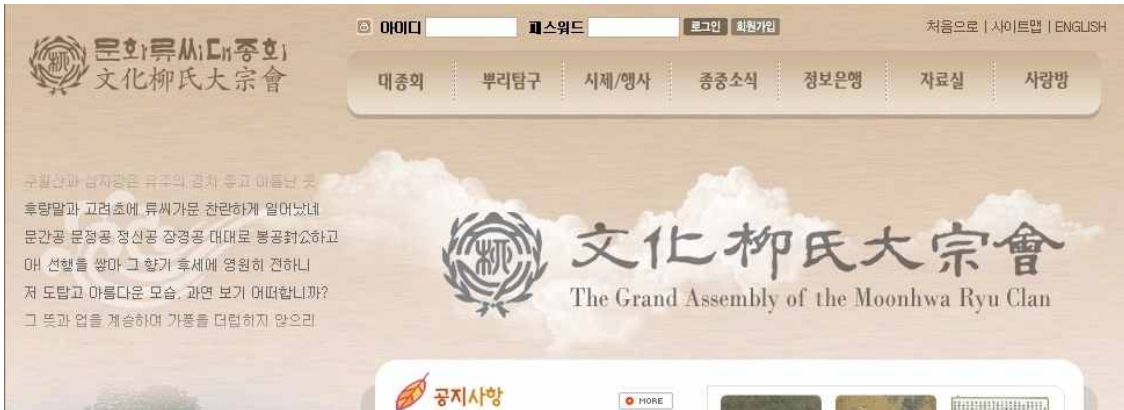 문화류씨대종회
文化柳氏大宗會
아이디 패스워드 로그인 회원가입
처음으로 | 사이트맵 | ENGLISH
대종회 뿌리탐구 시제/행사 종중소식 정보은행 자료실 사랑방
구월산과 삼지강은 유주의 경치 좋고 아름난 곳
후량말과 고려초에 류씨가문 찬란하게 일어났네
문간공 문정공 정신공 장경공 대대로 봉공封公하고
아! 선행을 쌓아 그 향기 후세에 영원히 전하니
저 도탑고 아름다운 모습, 과연 보기 어떠합니까?
그 뜻과 업을 계승하여 가풍을 더럽히지 않으리
柳
文化柳氏大宗會
The Grand Assembly of the Moonhwa Ryu Clan
공지사항
MORE